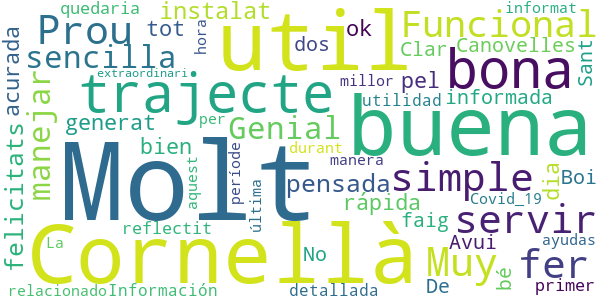 quedaria
instalat
util
Funcional
informat
Prou
tot
hora
dos
ok
Clar
Canovelles
Sant
acurada
sencilla
extraordinari
millor
pel
bona
manejar
trajecte
utilidad
informada
generat
per
Genial
buena
felicitats
Molt
bien
durant
manera
aquest
període
última
pensada
simple
dia
Boi
rápida
Covid_19
reflectit
faig
servir
La
Cornellà
No
Avui
ayudas
Muy
bé
fer
relacionado
Información
detallada
De
primer